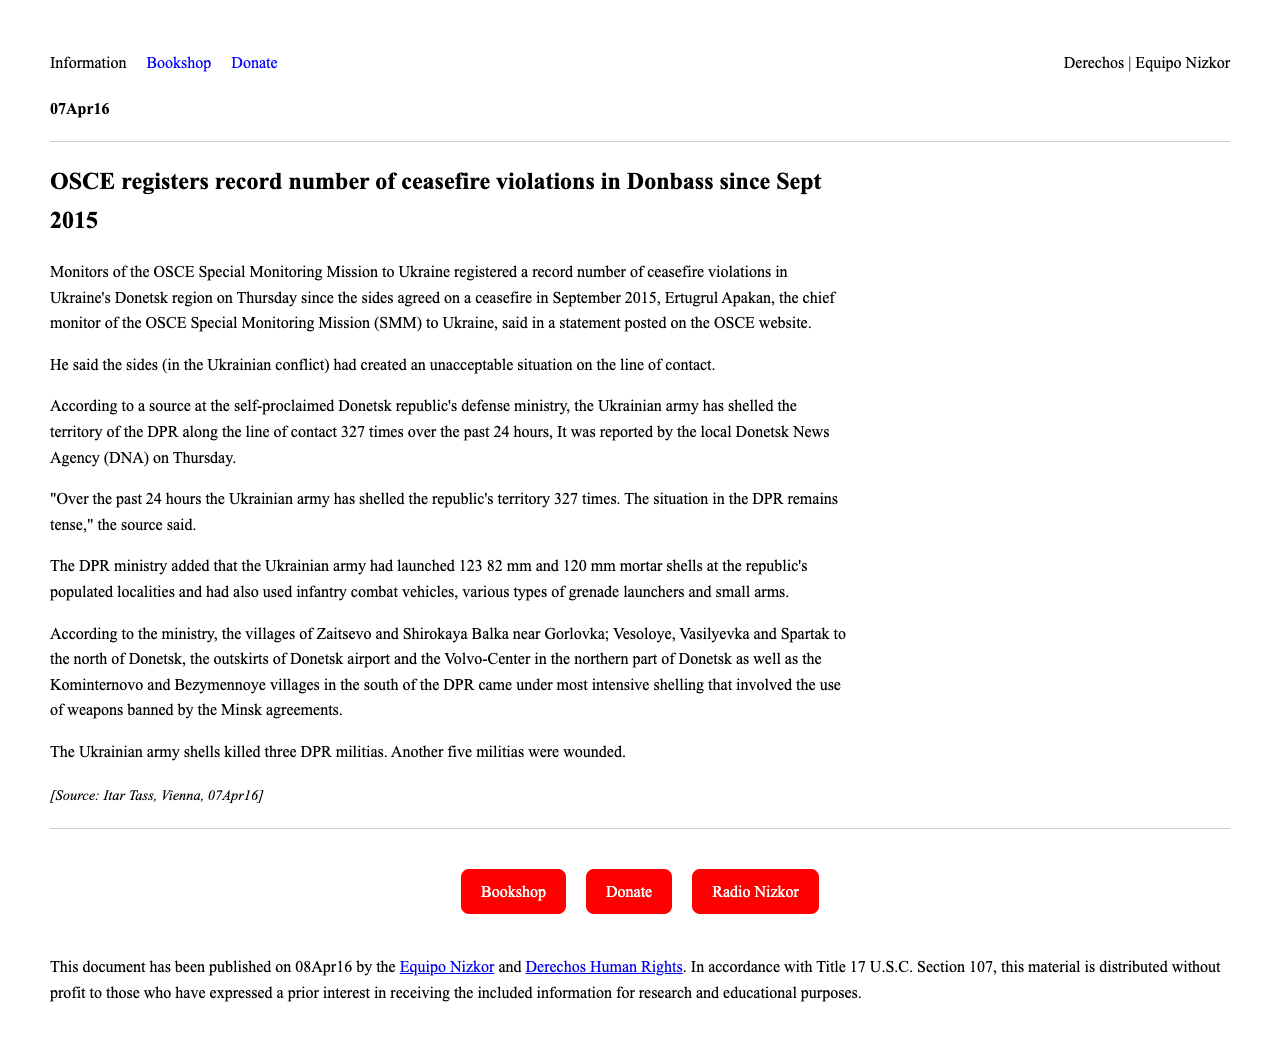 Information Bookshop Donate Derechos | Equipo Nizkor
07Apr16
OSCE registers record number of ceasefire violations in Donbass since Sept
2015
Monitors of the OSCE Special Monitoring Mission to Ukraine registered a record number of ceasefire violations in
Ukraine's Donetsk region on Thursday since the sides agreed on a ceasefire in September 2015, Ertugrul Apakan, the chief
monitor of the OSCE Special Monitoring Mission (SMM) to Ukraine, said in a statement posted on the OSCE website.
He said the sides (in the Ukrainian conflict) had created an unacceptable situation on the line of contact.
According to a source at the self-proclaimed Donetsk republic's defense ministry, the Ukrainian army has shelled the
territory of the DPR along the line of contact 327 times over the past 24 hours, It was reported by the local Donetsk News
Agency (DNA) on Thursday.
"Over the past 24 hours the Ukrainian army has shelled the republic's territory 327 times. The situation in the DPR remains
tense," the source said.
The DPR ministry added that the Ukrainian army had launched 123 82 mm and 120 mm mortar shells at the republic's
populated localities and had also used infantry combat vehicles, various types of grenade launchers and small arms.
According to the ministry, the villages of Zaitsevo and Shirokaya Balka near Gorlovka; Vesoloye, Vasilyevka and Spartak to
the north of Donetsk, the outskirts of Donetsk airport and the Volvo-Center in the northern part of Donetsk as well as the
Kominternovo and Bezymennoye villages in the south of the DPR came under most intensive shelling that involved the use
of weapons banned by the Minsk agreements.
The Ukrainian army shells killed three DPR militias. Another five militias were wounded.
[Source: Itar Tass, Vienna, 07Apr16]
Bookshop Donate Radio Nizkor
This document has been published on 08Apr16 by the Equipo Nizkor and Derechos Human Rights. In accordance with Title 17 U.S.C. Section 107, this material is distributed without
profit to those who have expressed a prior interest in receiving the included information for research and educational purposes.